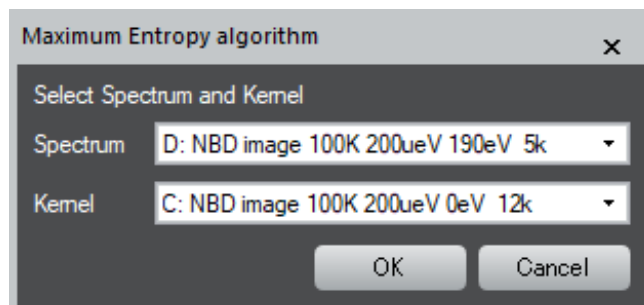 Maximum Entropy algorithm
Select Spectrum and Kernel
Spectrum D: NBD image 100K 200ueV 190eV 5k
Kernel C: NBD image 100K 200ueV 0eV 12k
OK Cancel